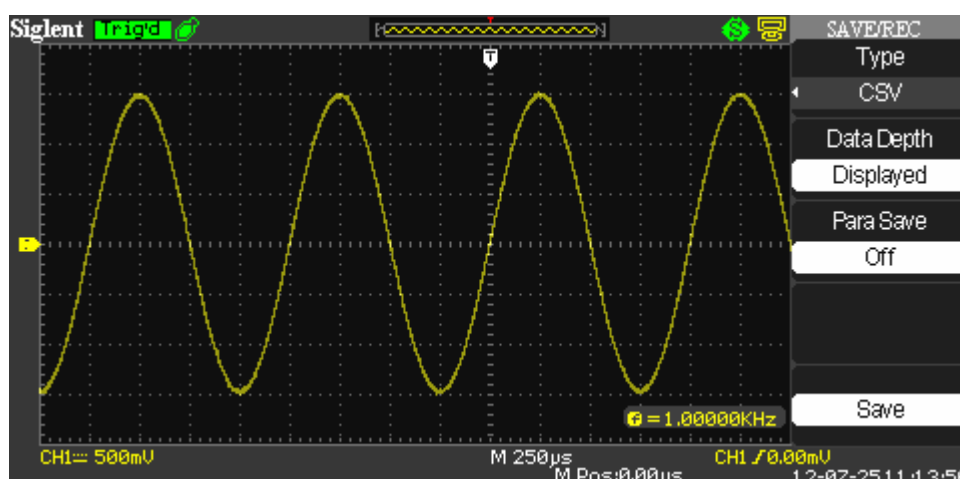 Siglent Trig'd
T
S
SAVE/REC
Type
CSV
Data Depth
Displayed
Para Save
Off
Save
f = 1.00000KHz
CH1 500mV
M 250µs
CH1 0.00mV
M Pos:0.00µs